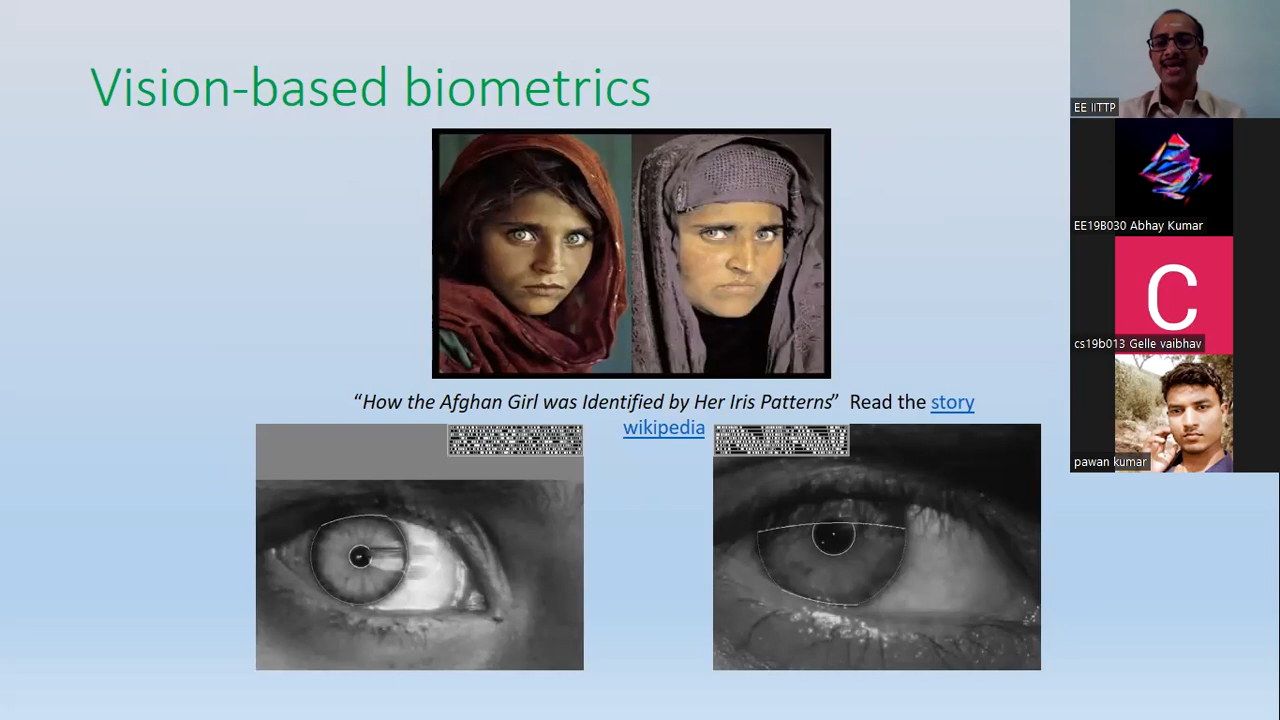 Vision-based biometrics
“How the Afghan Girl was Identified by Her Iris Patterns”  Read the story
wikipedia
EE IITTP
EE19B030 Abhay Kumar
C
cs19b013 Gelle vaibhav
pawan kumar